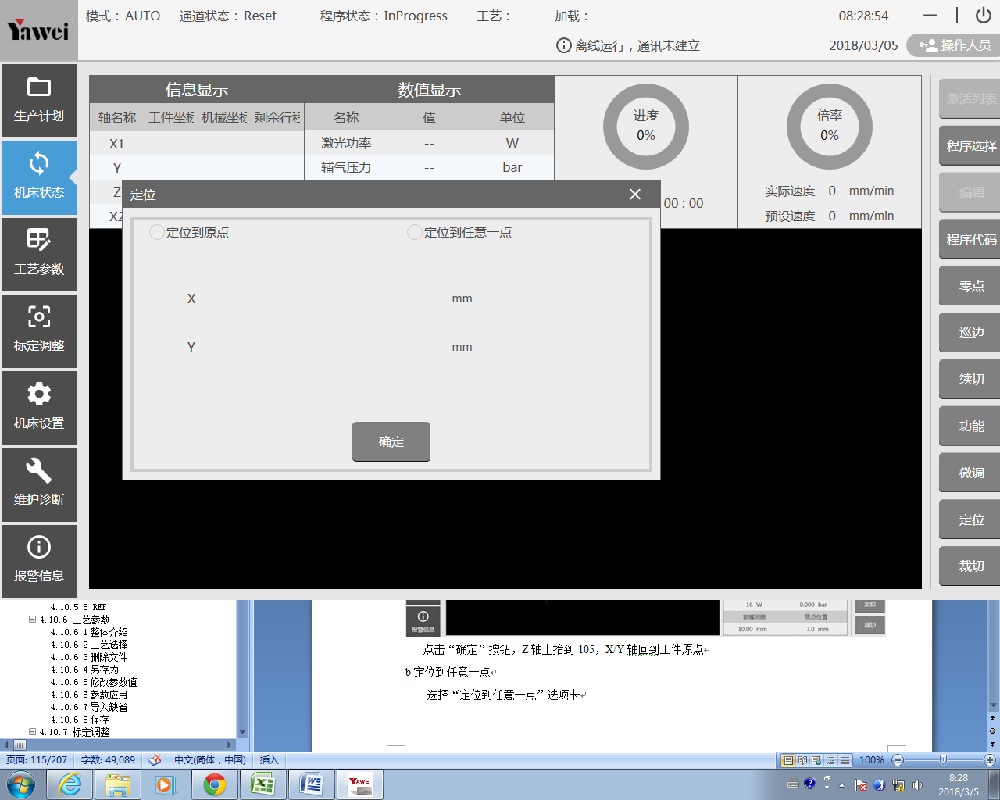 Yawei
模式：AUTO 通道状态：Reset 程序状态：InProgress 工艺： 加载： 08:28:54
离线运行，通讯未建立 2018/03/05 操作人员
生产计划
机床状态
工艺参数
标定调整
机床设置
维护诊断
报警信息
信息显示
轴名称 工件坐标 机械坐标 剩余行程
X1
Y
Z
X2
数值显示
名称 值 单位
激光功率 -- W
辅气压力 -- bar
进度
0%
00 : 00
倍率
0%
实际速度 0 mm/min
预设速度 0 mm/min
定位
定位到原点 定位到任意一点
X mm
Y mm
确定
激活列表
程序选择
编辑
程序代码
零点
巡边
续切
功能
微调
定位
裁切
4.10.5.5 REF
4.10.6 工艺参数
4.10.6.1 整体介绍
4.10.6.2 工艺选择
4.10.6.3 删除文件
4.10.6.4 另存为
4.10.6.5 修改参数值
4.10.6.6 参数应用
4.10.6.7 导入缺省
4.10.6.8 保存
4.10.7 标定调整
报警信息
16 W 0.000 bar
割嘴间隙 焦点位置
10.00 mm 7.0 mm
定位
裁切
点击“确定”按钮，Z 轴上抬到 105，X/Y 轴回到工件原点
b 定位到任意一点
选择“定位到任意一点”选项卡
页面: 115/207 字数: 49,089 中文(简体，中国) 插入 100%
YAWEI
8:28
2018/3/5